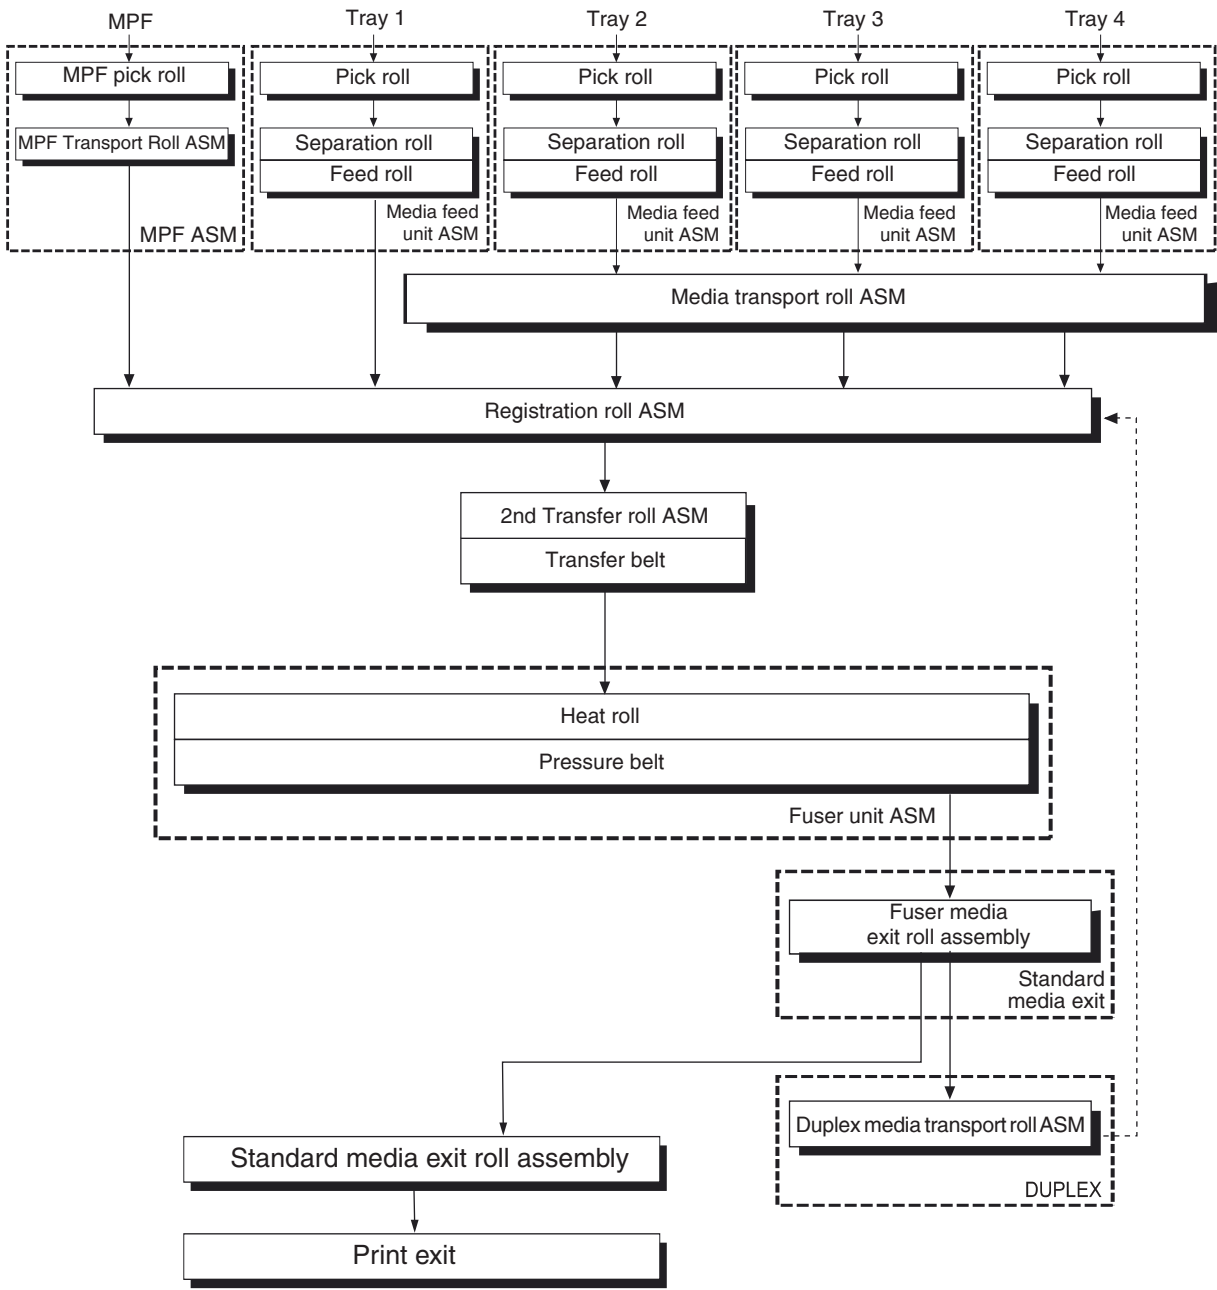 MPF
Tray 1
Tray 2
Tray 3
Tray 4
MPF pick roll
Pick roll
Pick roll
Pick roll
Pick roll
MPF Transport Roll ASM
Separation roll
Separation roll
Separation roll
Separation roll
Feed roll
Feed roll
Feed roll
Feed roll
MPF ASM
Media feed
unit ASM
Media feed
unit ASM
Media feed
unit ASM
Media feed
unit ASM
Media transport roll ASM
Registration roll ASM
2nd Transfer roll ASM
Transfer belt
Heat roll
Pressure belt
Fuser unit ASM
Fuser media
exit roll assembly
Standard
media exit
Duplex media transport roll ASM
DUPLEX
Standard media exit roll assembly
Print exit